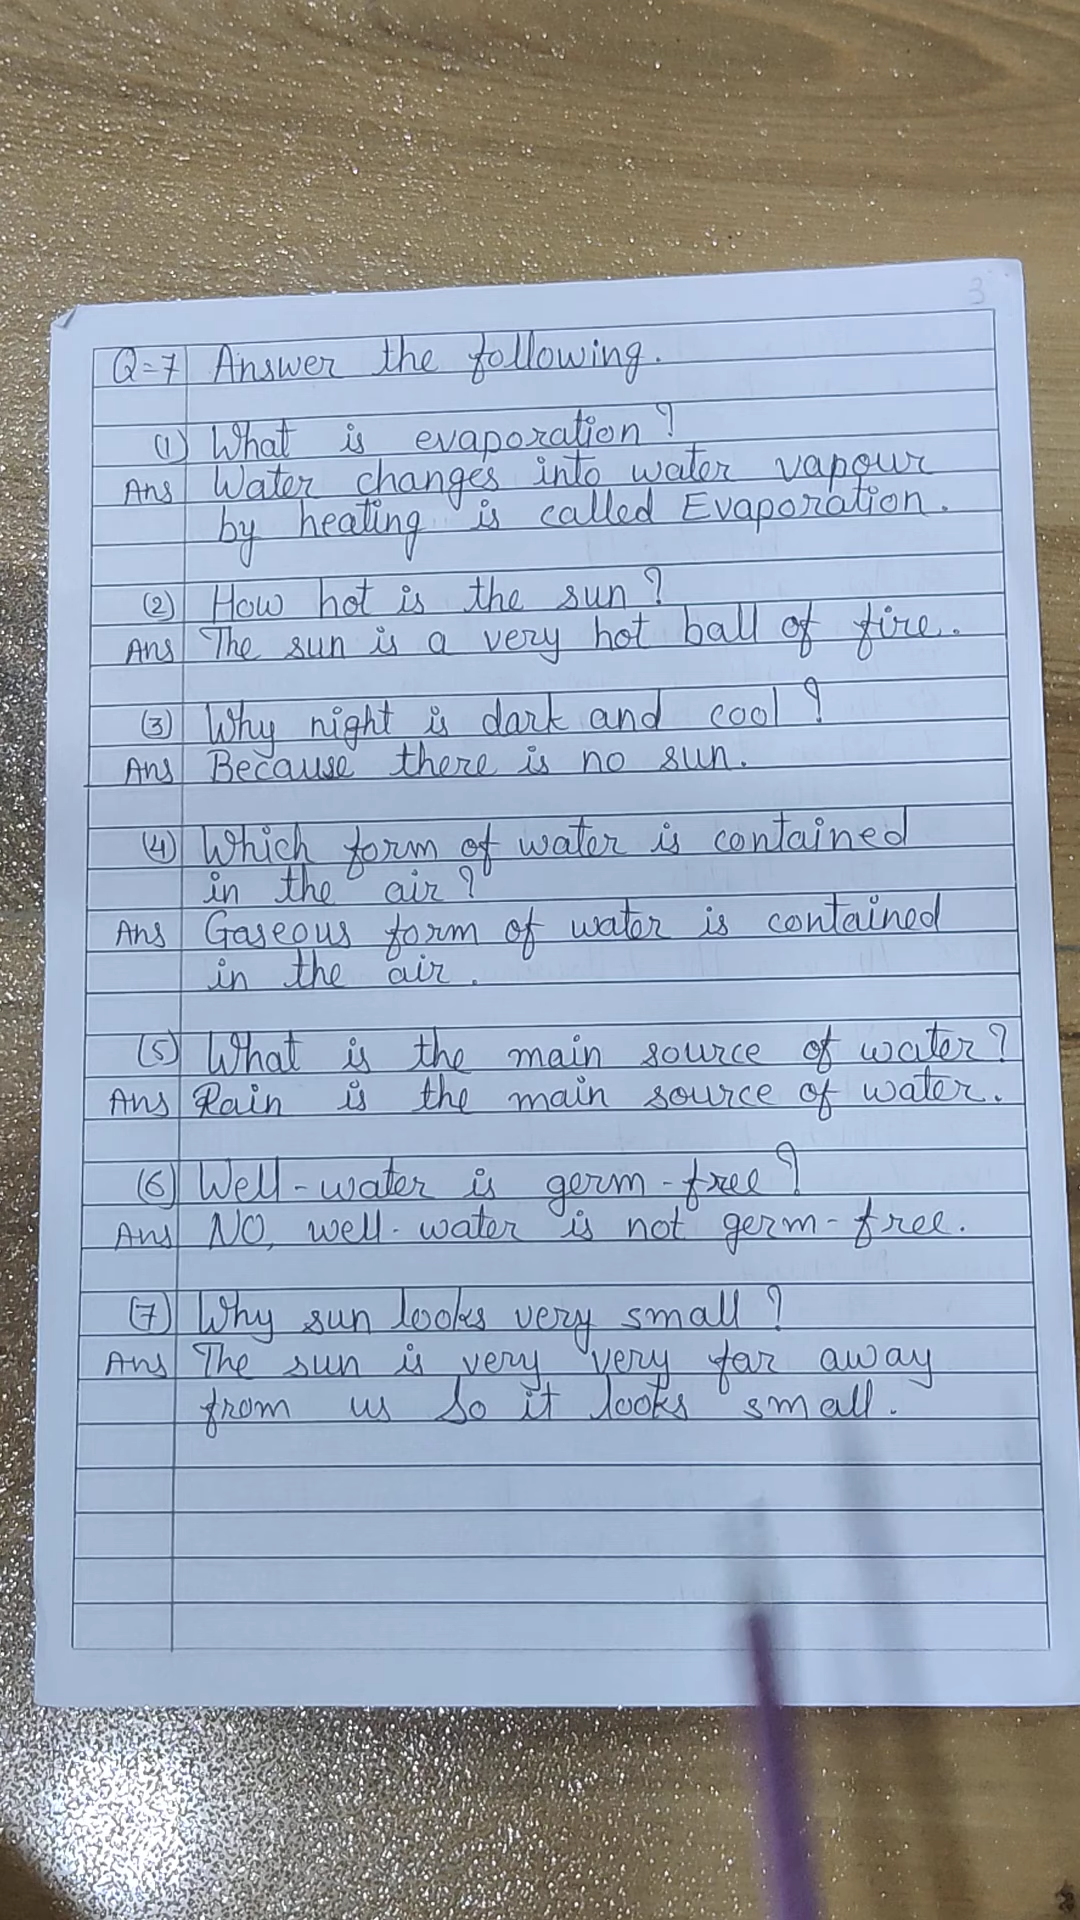 3
Q=7 Answer the following.
(1) What is evaporation?
Ans Water changes into water vapour
by heating is called Evaporation.
(2) How hot is the sun?
Ans The sun is a very hot ball of fire.
(3) Why night is dark and cool?
Ans Because there is no sun.
(4) Which form of water is contained
in the air?
Ans Gaseous form of water is contained
in the air.
(5) What is the main source of water?
Ans Rain is the main source of water.
(6) Well-water is germ-free?
Ans NO, well-water is not germ-free.
(7) Why sun looks very small?
Ans The sun is very very far away
from us So it looks small.